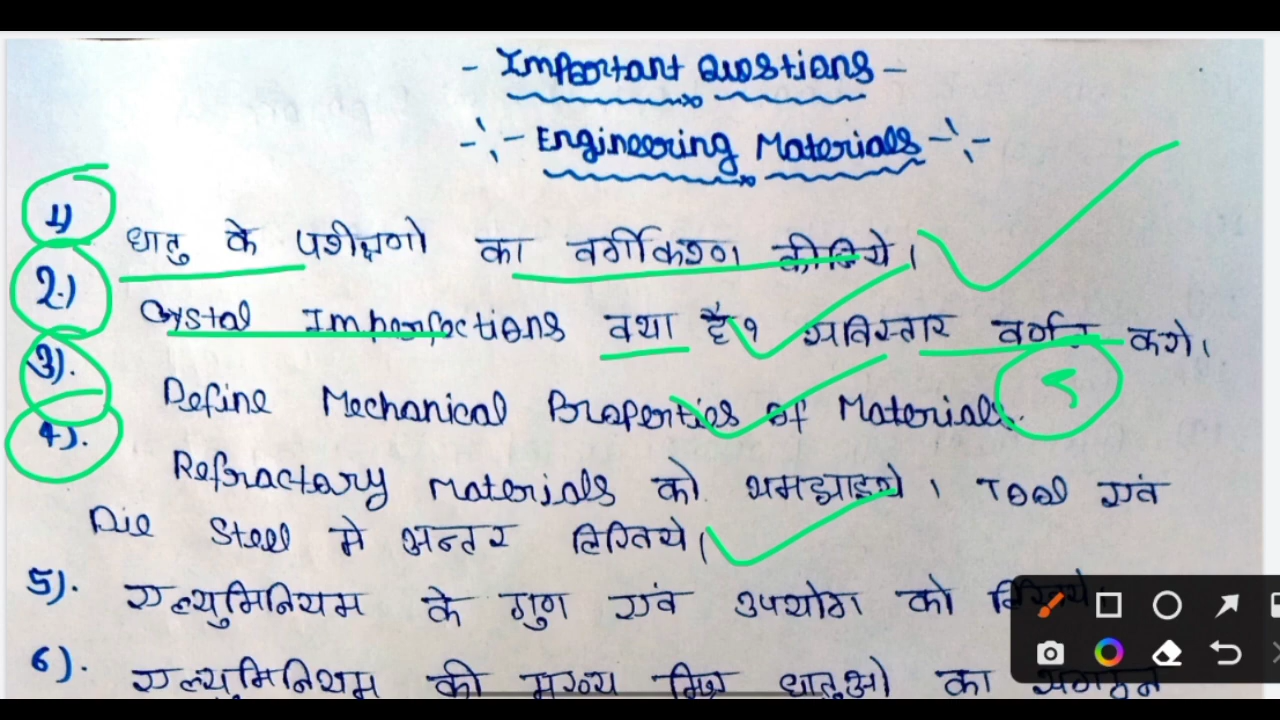 - Important Questions -
- Engineering Materials -
1) धातु के परीक्षणो का वर्गीकरण कीजिये।
2.) Crystal Imperfections क्या है? सविस्तार वर्णन करो।
3). Define Mechanical Properties of Materials.
4). Refractory Materials को समझाइये। Tool एवं
Die Steel मे अन्तर लिखिये।
5). एल्युमिनियम के गुण एवं उपयोग को लिखिये।
6). एल्युमिनियम की मुख्य मिश्र धातुओ का संगठन